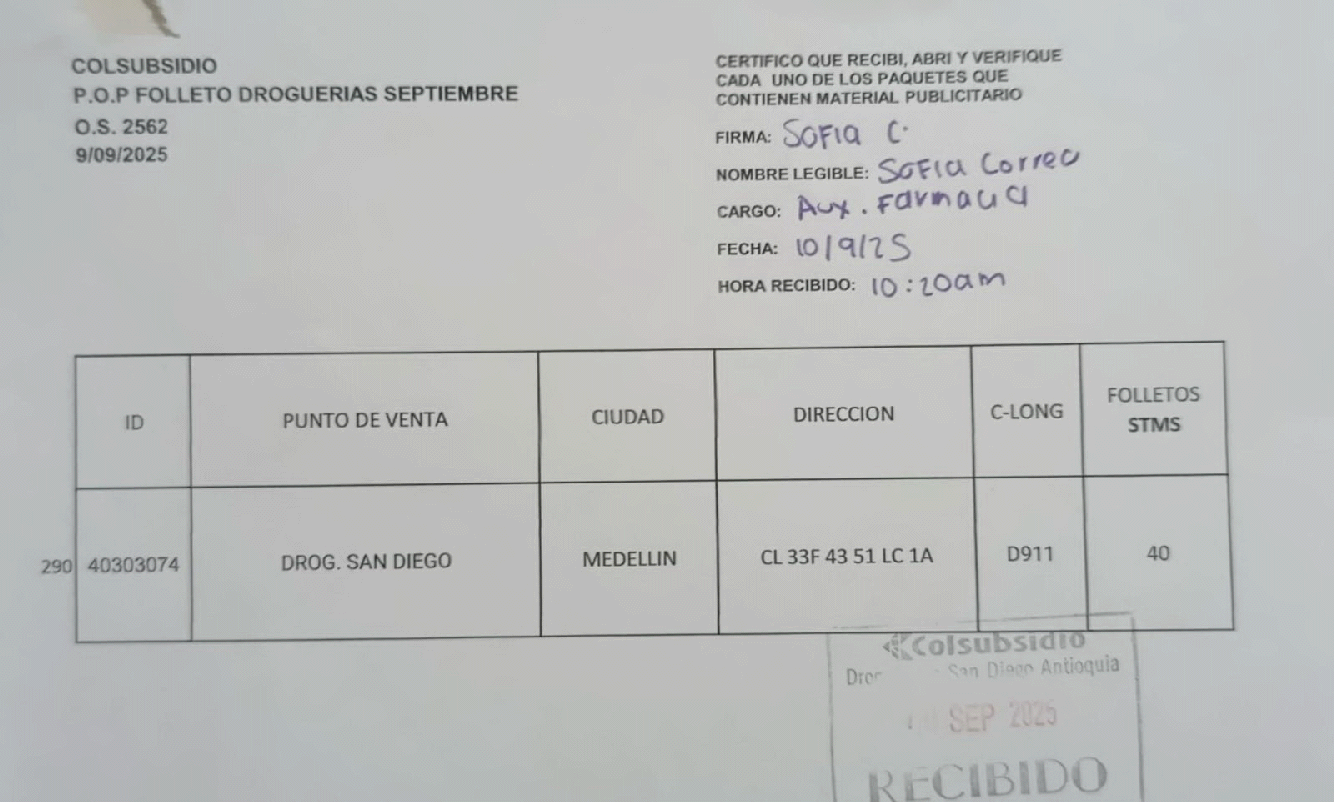 COLSUBSIDIO
P.O.P FOLLETO DROGUERIAS SEPTIEMBRE
O.S. 2562
9/09/2025
CERTIFICO QUE RECIBI, ABRI Y VERIFIQUE
CADA UNO DE LOS PAQUETES QUE
CONTIENEN MATERIAL PUBLICITARIO
FIRMA: SOFIA C.
NOMBRE LEGIBLE: SOFIA Correa
CARGO: Aux. Farmacia
FECHA: 10/9/25
HORA RECIBIDO: 10:20am
ID PUNTO DE VENTA CIUDAD DIRECCION C-LONG FOLLETOS STMS
290 40303074 DROG. SAN DIEGO MEDELLIN CL 33F 43 51 LC 1A D911 40
Colsubsidio
San Diego Antioquia
SEP 2025
RECIBIDO